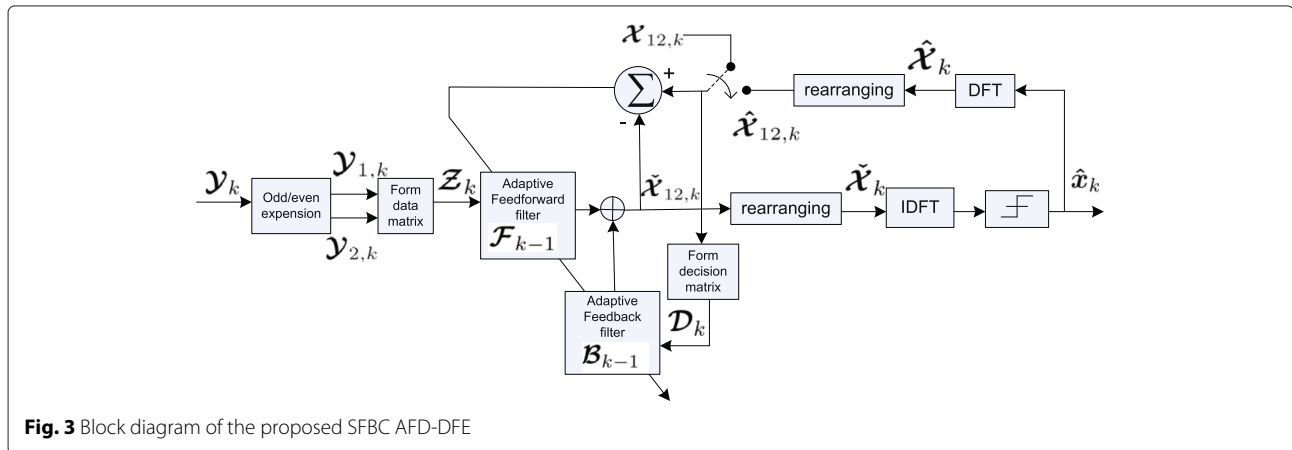 𝓧₁₂,ₖ
+
Σ
-
rearranging
𝓧̂ₖ
DFT
𝓧̂₁₂,ₖ
𝓨ₖ
Odd/even
expension
𝓨₁,ₖ
𝓨₂,ₖ
Form
data
matrix
𝓩ₖ
Adaptive
Feedforward
filter
𝓕ₖ₋₁
𝓧̌₁₂,ₖ
rearranging
𝓧̌ₖ
IDFT
𝒙̂ₖ
Form
decision
matrix
𝓓ₖ
Adaptive
Feedback
filter
𝓑ₖ₋₁
Fig. 3 Block diagram of the proposed SFBC AFD-DFE